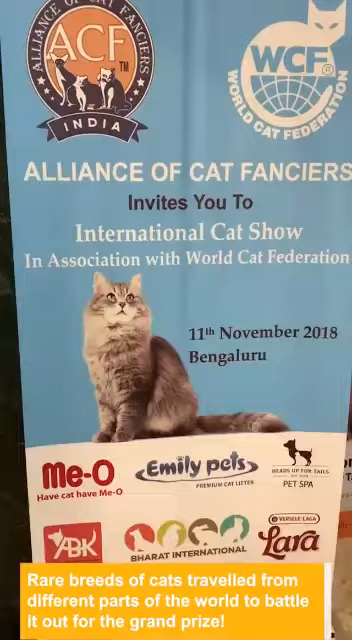 ALLIANCE OF CAT FANCIERS
ACF
TM
INDIA
WCF
®
WORLD CAT FEDERATION
ALLIANCE OF CAT FANCIERS
Invites You To
International Cat Show
In Association with World Cat Federation
11th November 2018
Bengaluru
Me-O
Have cat have Me-O
Emily pets
PREMIUM CAT LITTER
HEADS UP FOR TAILS
PET SPA
ABK
BHARAT INTERNATIONAL
VERSELE-LAGA
Lara
Rare breeds of cats travelled from
different parts of the world to battle
it out for the grand prize!